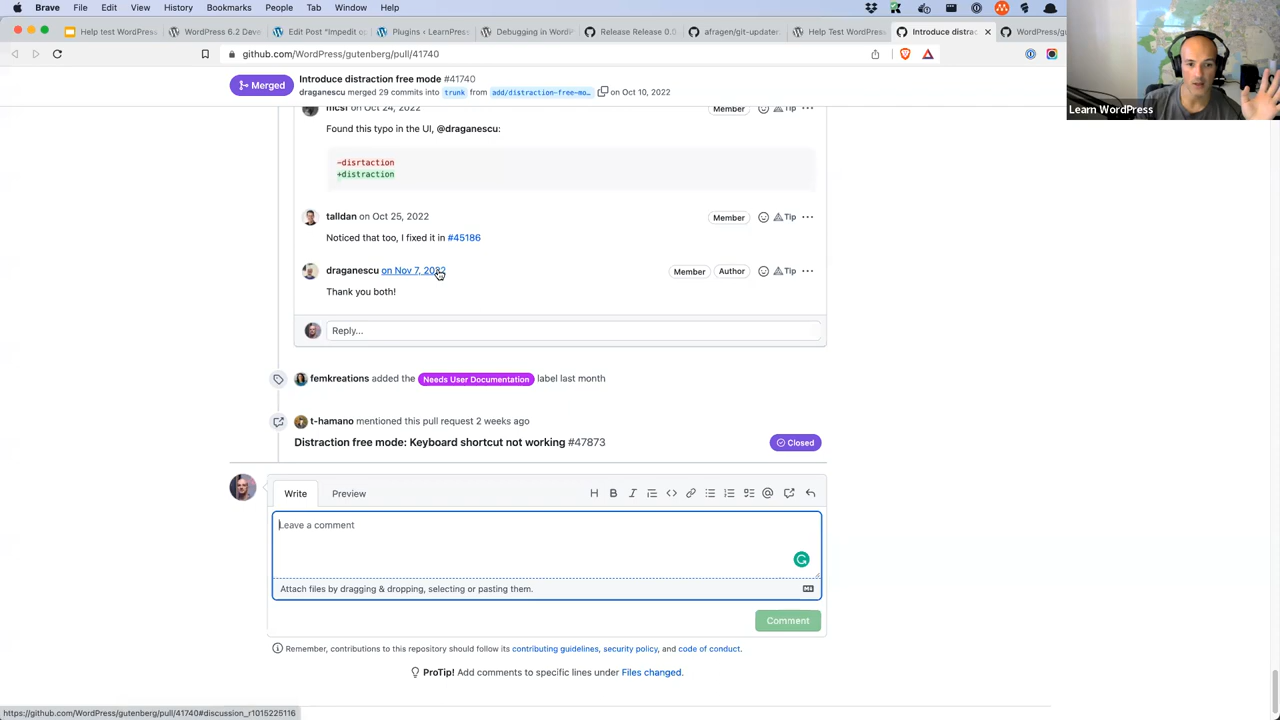 Brave File Edit View History Bookmarks People Tab Window Help
Help test WordPress
WordPress 6.2 Deve
Edit Post "Impedit op
Plugins ‹ LearnPress
Debugging in WordP
Release Release 0.0
afragen/git-updater
Help Test WordPress
Introduce distrac
WordPress/gu
github.com/WordPress/gutenberg/pull/41740
Merged
Introduce distraction free mode #41740
draganescu merged 29 commits into trunk from add/distraction-free-mo... on Oct 10, 2022
Learn WordPress
mcsf on Oct 24, 2022 Member Tip
Found this typo in the UI, @draganescu:
-disrtaction
+distraction
talldan on Oct 25, 2022 Member Tip
Noticed that too, I fixed it in #45186
draganescu on Nov 7, 2022 Member Author Tip
Thank you both!
Reply...
femkreations added the Needs User Documentation label last month
t-hamano mentioned this pull request 2 weeks ago
Distraction free mode: Keyboard shortcut not working #47873 Closed
Write Preview
Leave a comment
Attach files by dragging & dropping, selecting or pasting them.
Comment
Remember, contributions to this repository should follow its contributing guidelines, security policy, and code of conduct.
ProTip! Add comments to specific lines under Files changed.
https://github.com/WordPress/gutenberg/pull/41740#discussion_r1015225116